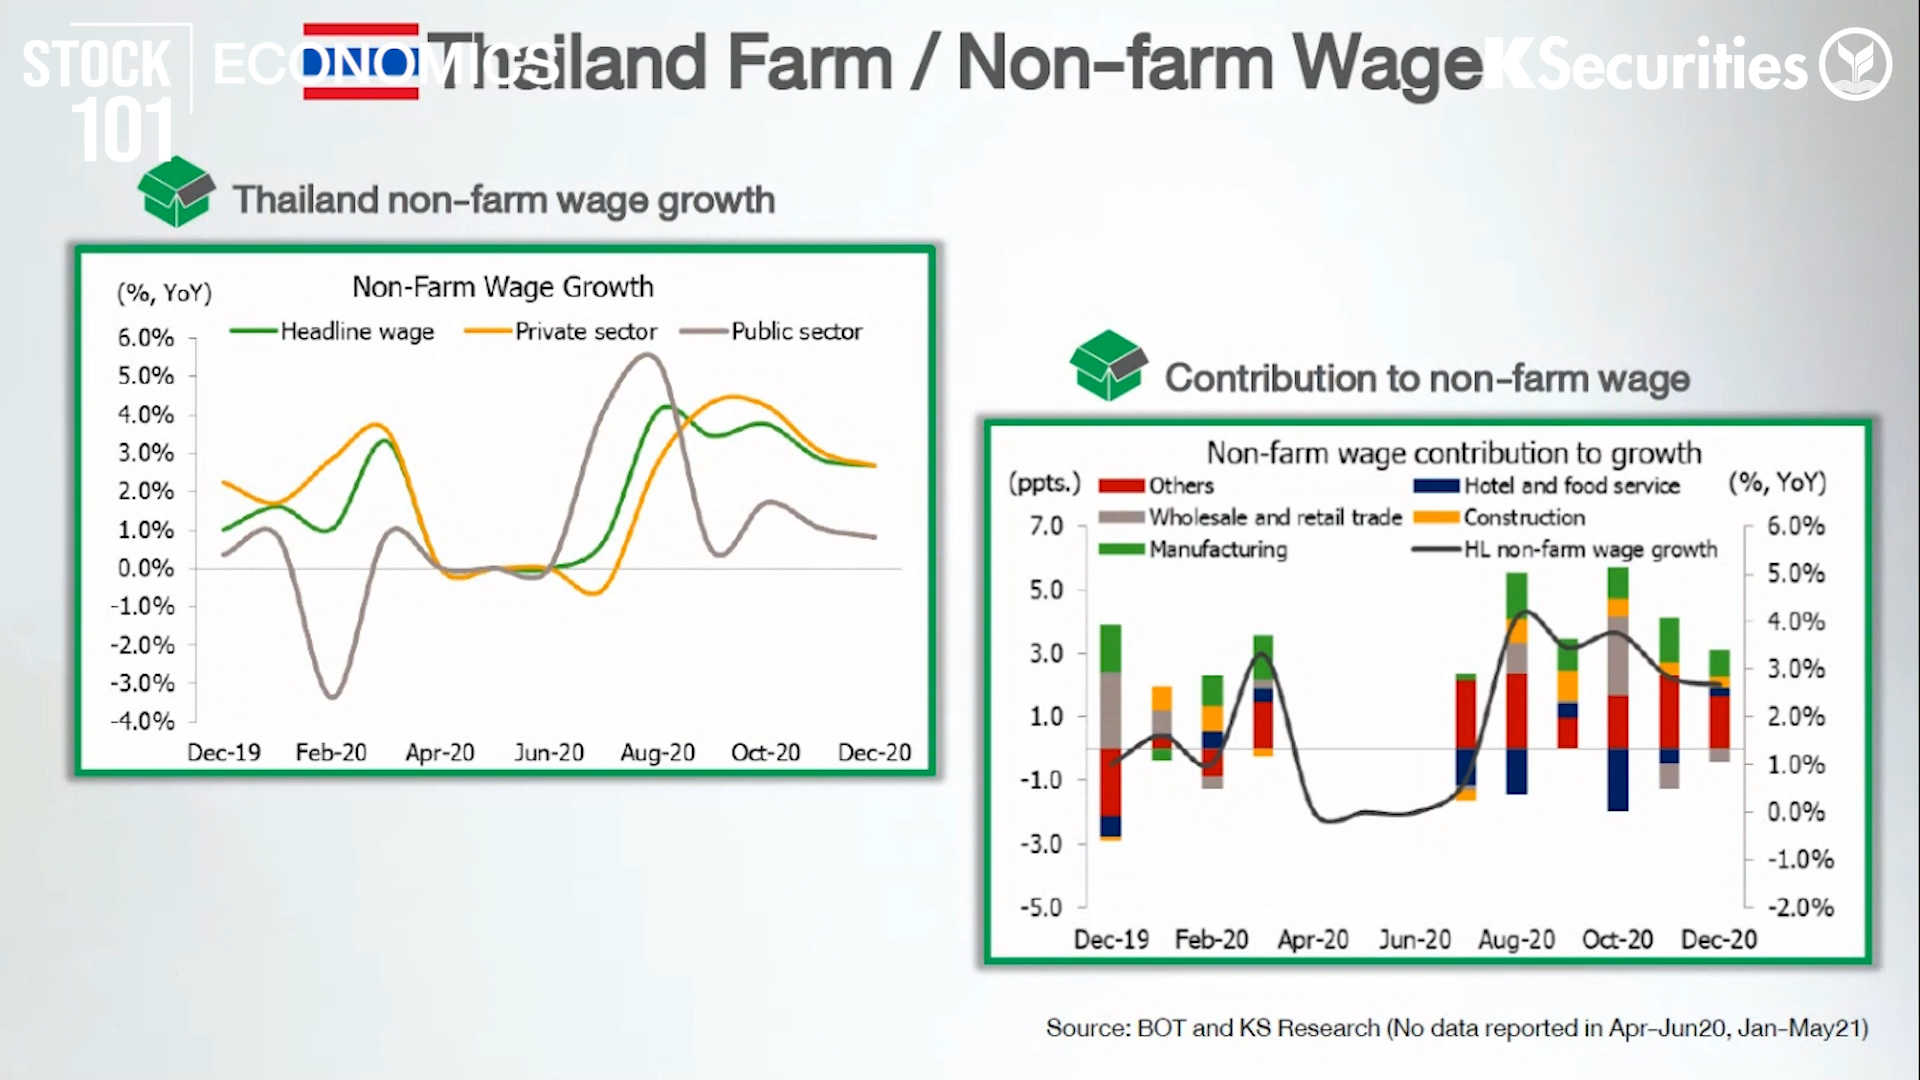 STOCK
101
ECONOMICS
Thailand Farm / Non-farm Wage
KSecurities
Thailand non-farm wage growth
Non-Farm Wage Growth
(%, YoY)
Headline wage
Private sector
Public sector
6.0%
5.0%
4.0%
3.0%
2.0%
1.0%
0.0%
-1.0%
-2.0%
-3.0%
-4.0%
Dec-19 Feb-20 Apr-20 Jun-20 Aug-20 Oct-20 Dec-20
Contribution to non-farm wage
Non-farm wage contribution to growth
(ppts.)
(%, YoY)
Others
Hotel and food service
Wholesale and retail trade
Construction
Manufacturing
HL non-farm wage growth
7.0
5.0
3.0
1.0
-1.0
-3.0
-5.0
6.0%
5.0%
4.0%
3.0%
2.0%
1.0%
0.0%
-1.0%
-2.0%
Dec-19 Feb-20 Apr-20 Jun-20 Aug-20 Oct-20 Dec-20
Source: BOT and KS Research (No data reported in Apr-Jun20, Jan-May21)